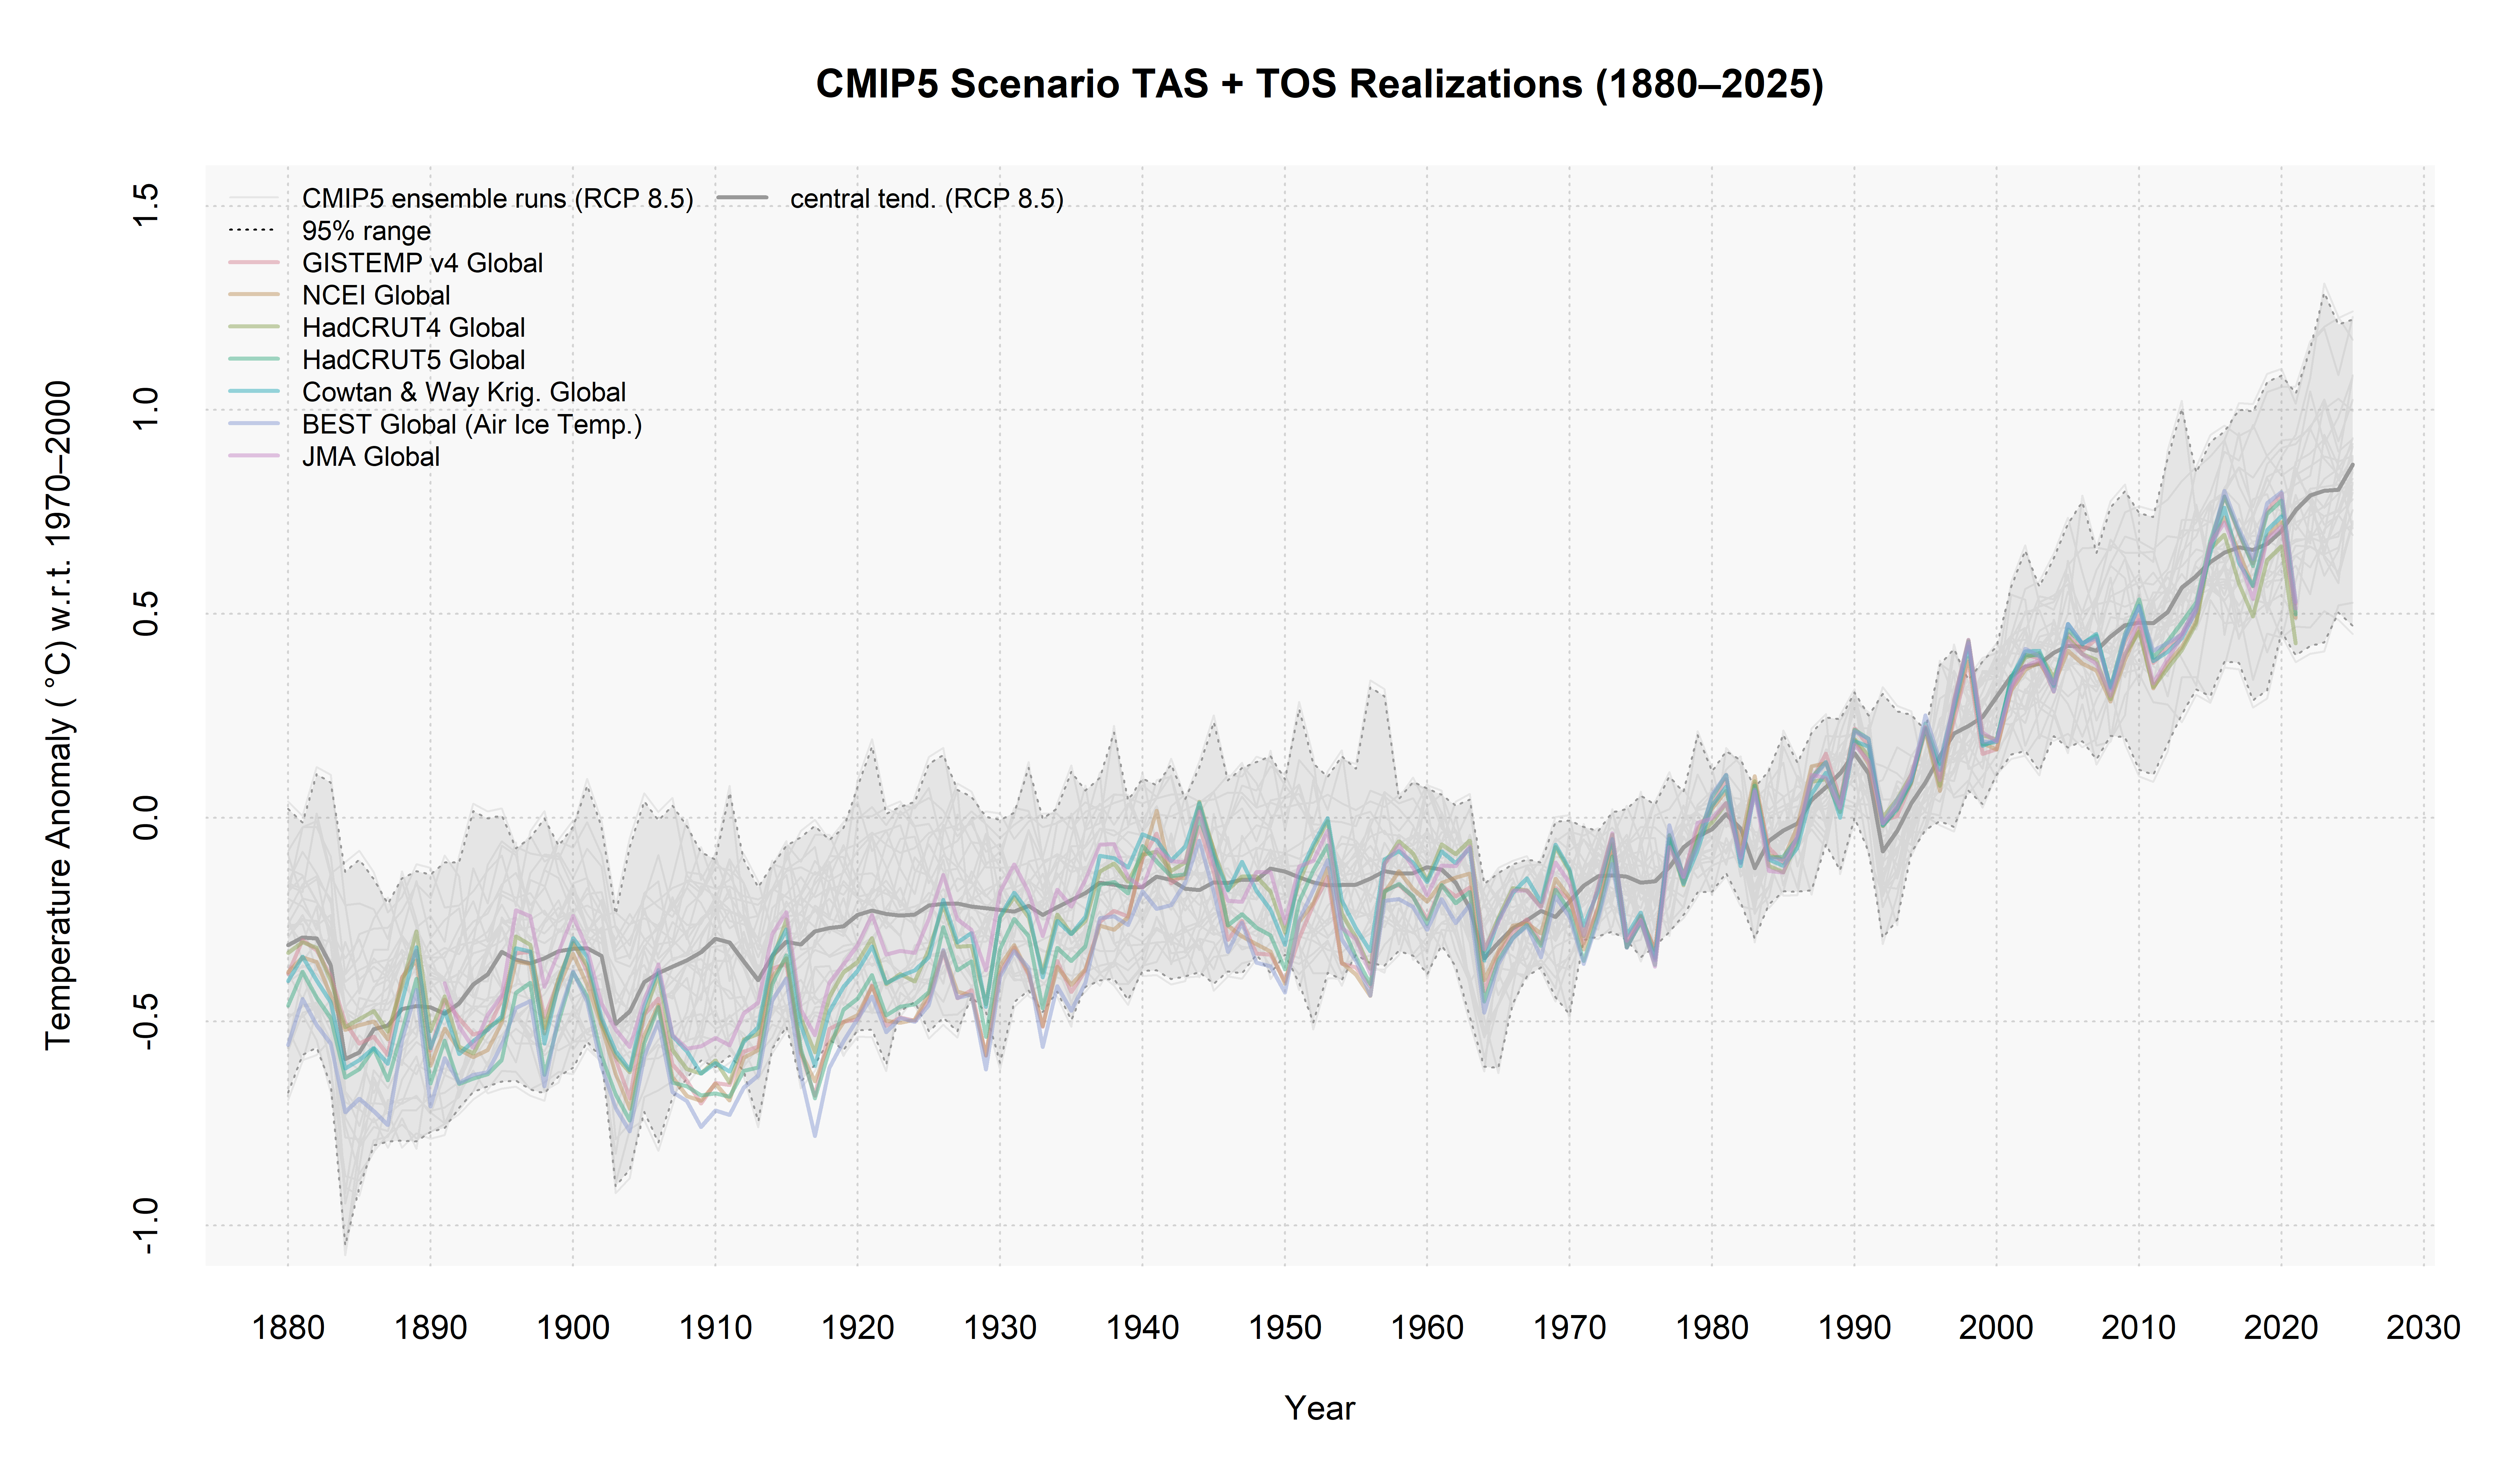 CMIP5 Scenario TAS + TOS Realizations (1880–2025)
CMIP5 ensemble runs (RCP 8.5) central tend. (RCP 8.5)
95% range
GISTEMP v4 Global
NCEI Global
HadCRUT4 Global
HadCRUT5 Global
Cowtan & Way Krig. Global
BEST Global (Air Ice Temp.)
JMA Global
Temperature Anomaly ( °C) w.r.t. 1970–2000
1.5
1.0
0.5
0.0
-0.5
-1.0
1880 1890 1900 1910 1920 1930 1940 1950 1960 1970 1980 1990 2000 2010 2020 2030
Year